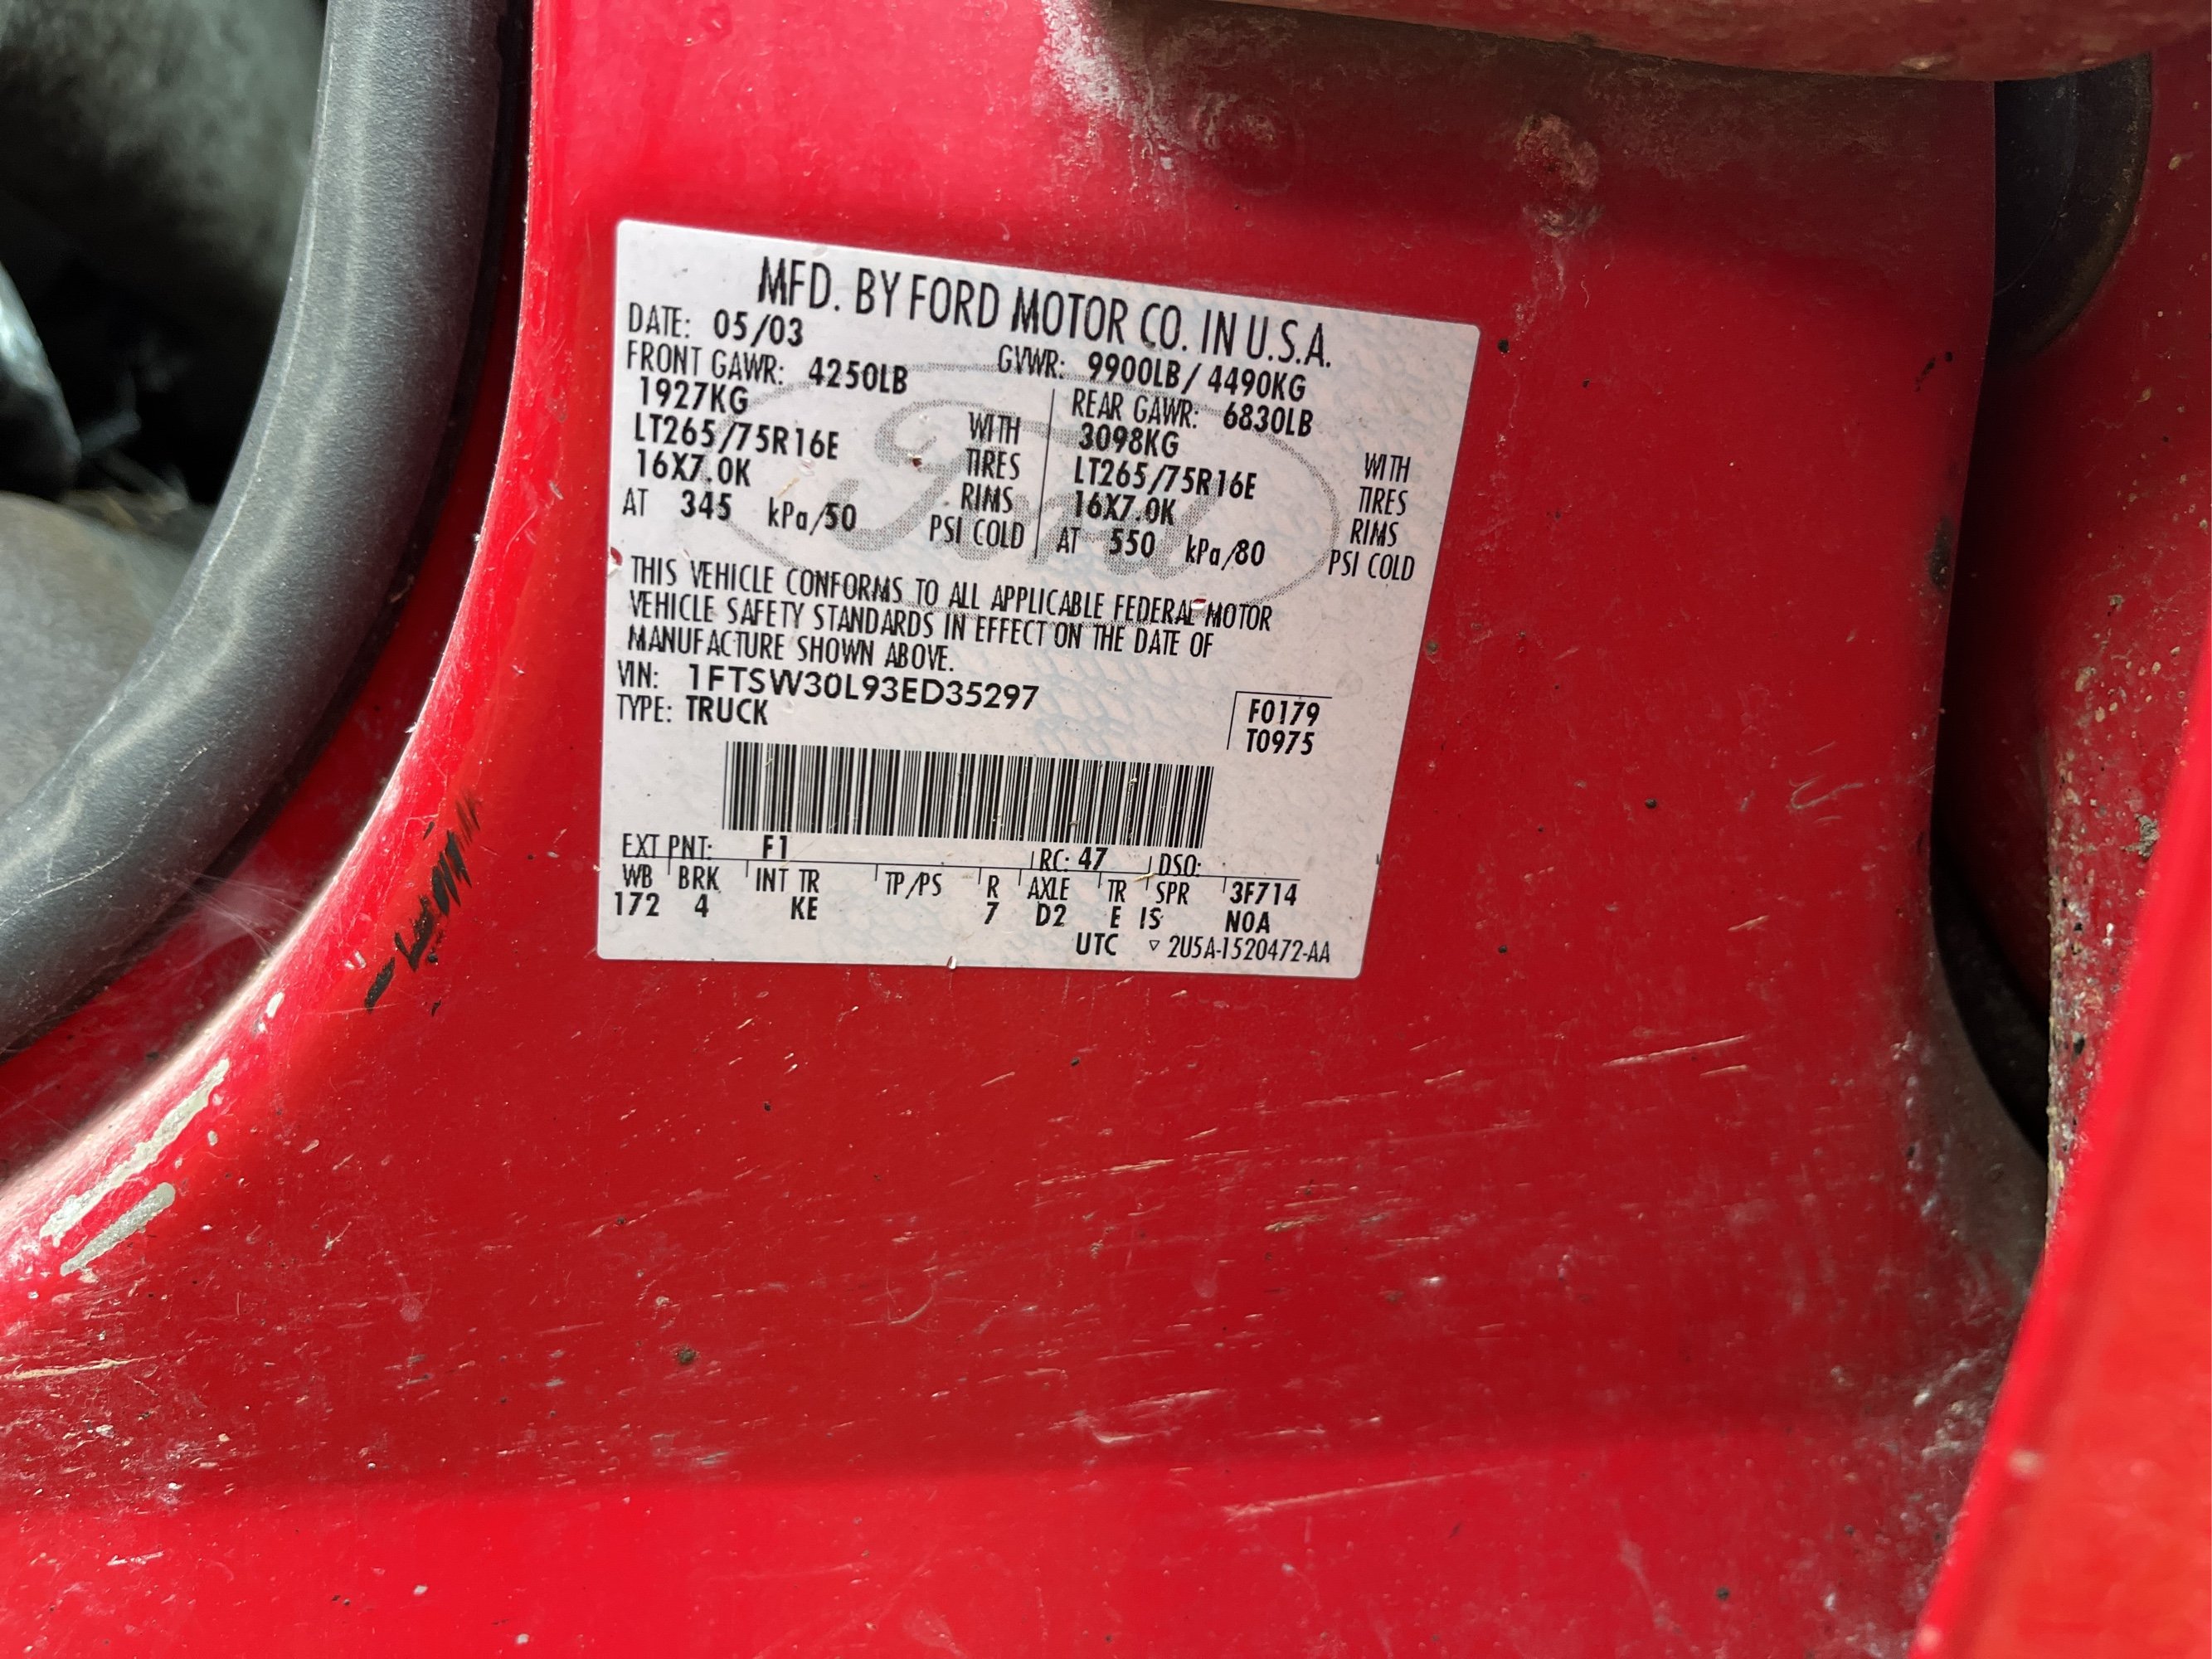 MFD. BY FORD MOTOR CO. IN U.S.A.
DATE: 05/03 GVWR: 9900LB/ 4490KG
FRONT GAWR: 4250LB REAR GAWR: 6830LB
1927KG WITH 3098KG WITH
LT265/75R16E TIRES LT265/75R16E TIRES
16X7.0K RIMS 16X7.0K RIMS
AT 345 kPa/50 PSI COLD AT 550 kPa/80 PSI COLD
Ford
THIS VEHICLE CONFORMS TO ALL APPLICABLE FEDERAL MOTOR
VEHICLE SAFETY STANDARDS IN EFFECT ON THE DATE OF
MANUFACTURE SHOWN ABOVE.
VIN: 1FTSW30L93ED35297
TYPE: TRUCK
F0179
T0975
EXT PNT: F1 RC: 47 DSO:
WB BRK INT TR TP/PS R AXLE TR SPR 3F714
172 4 KE 7 D2 E IS NOA
UTC ▽ 2U5A-1520472-AA